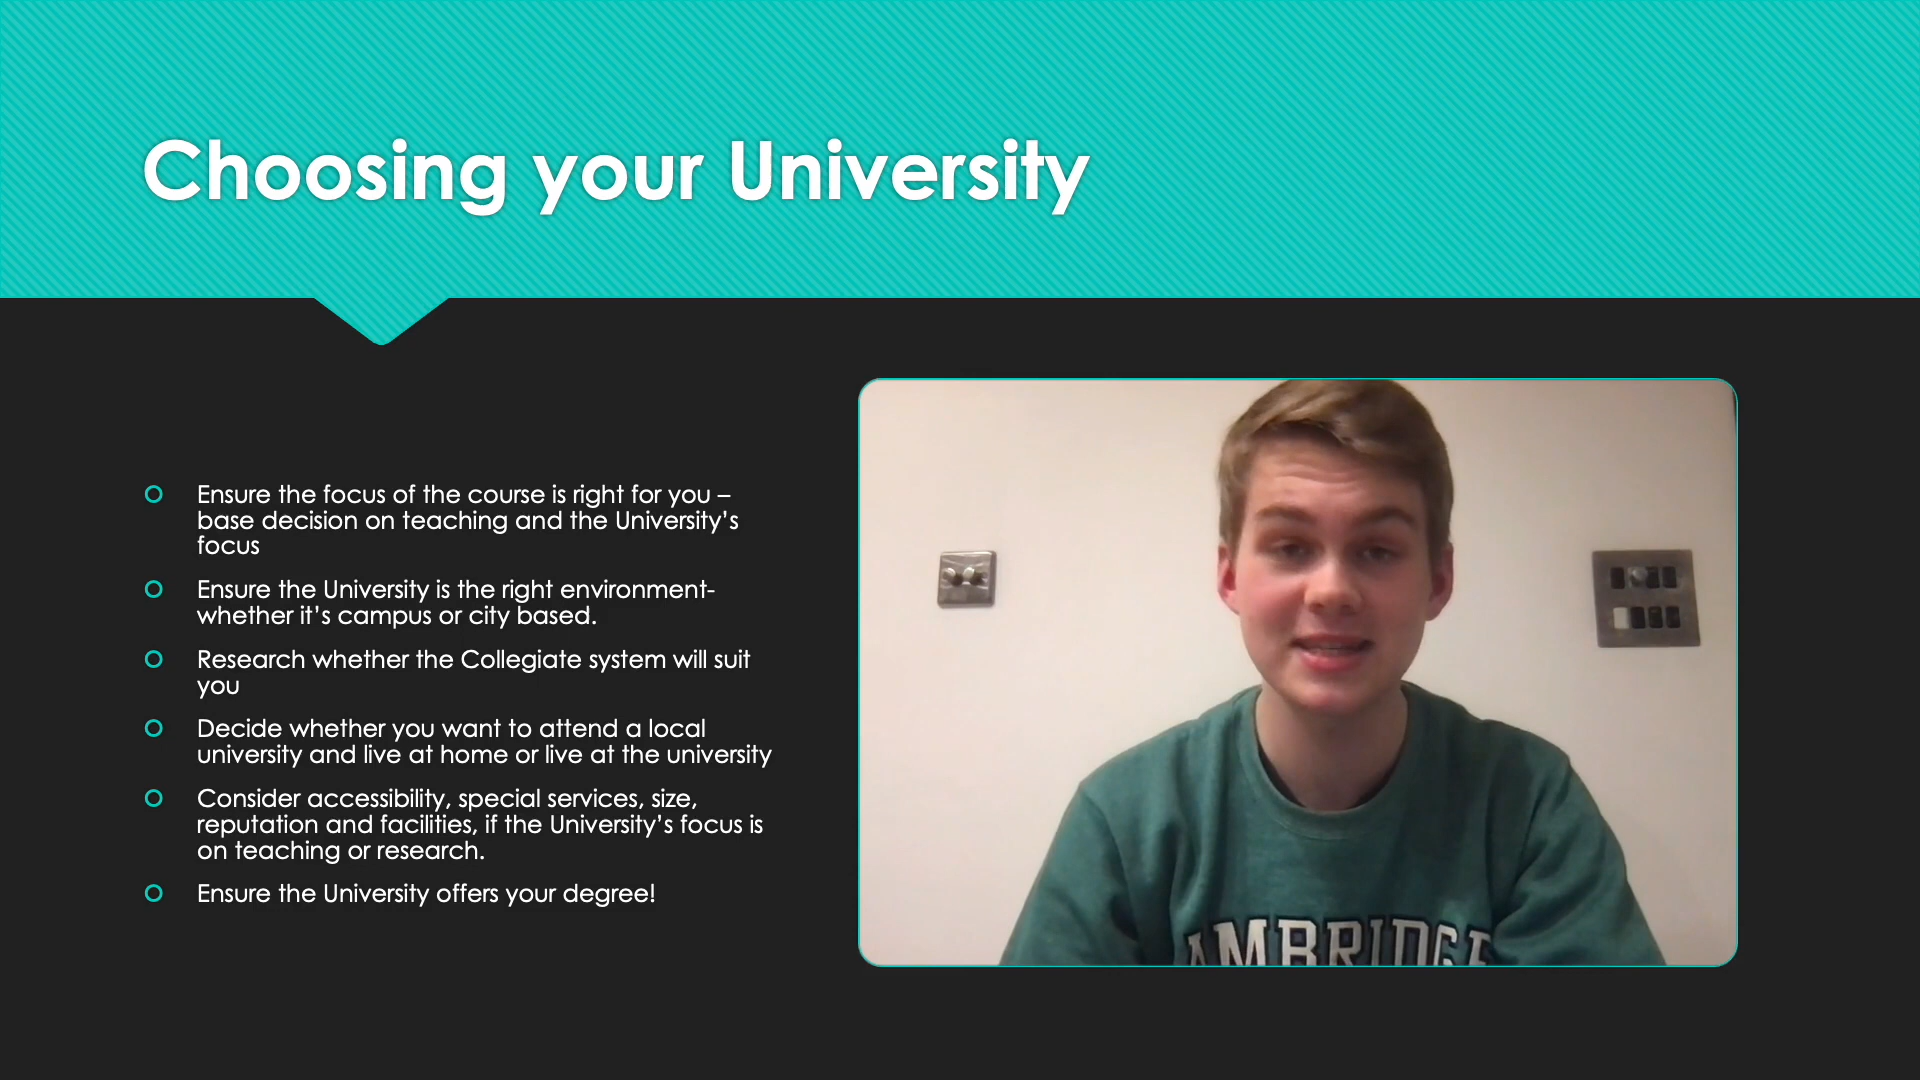 Choosing your University
Ensure the focus of the course is right for you –
base decision on teaching and the University’s
focus
Ensure the University is the right environment-
whether it’s campus or city based.
Research whether the Collegiate system will suit
you
Decide whether you want to attend a local
university and live at home or live at the university
Consider accessibility, special services, size,
reputation and facilities, if the University’s focus is
on teaching or research.
Ensure the University offers your degree!
AMBRIDGE